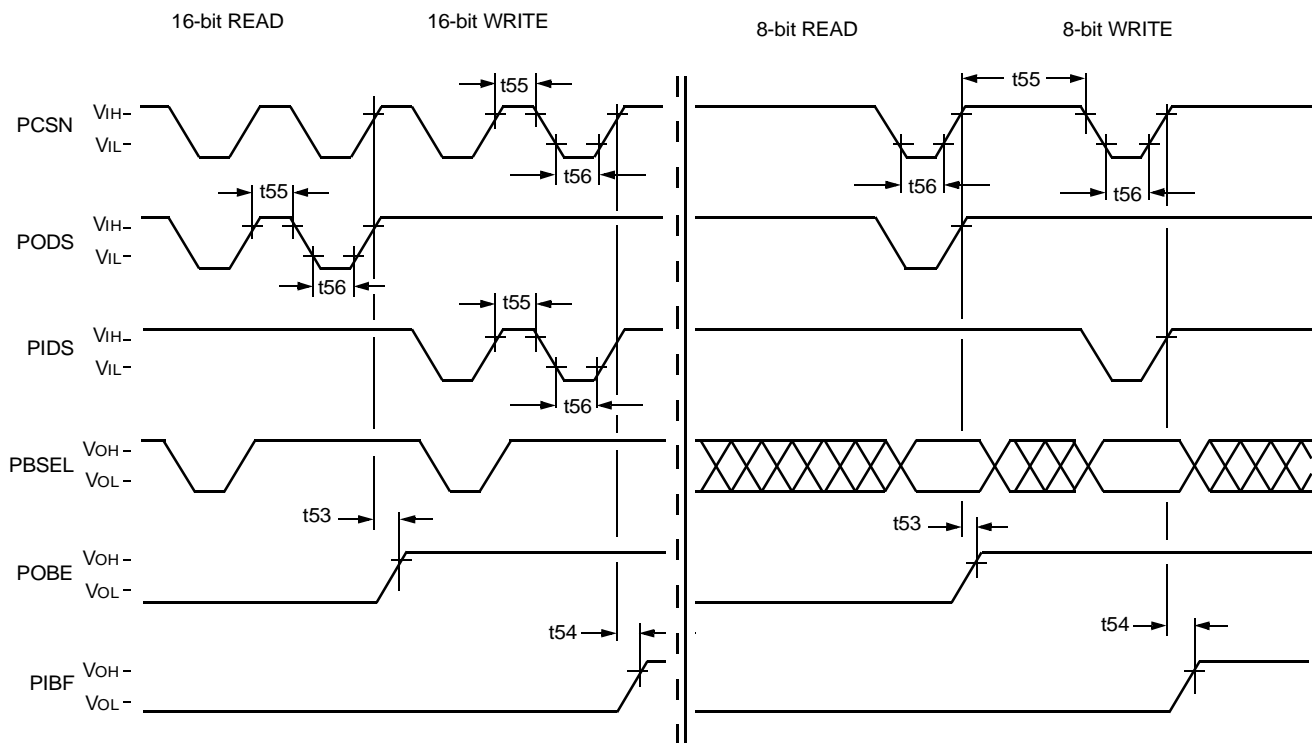 16-bit READ 16-bit WRITE 8-bit READ 8-bit WRITE
t55 t55
PCSN VIH– VIL–
t56 t56 t56
t55
PODS VIH– VIL–
t56
t55
PIDS VIH– VIL–
t56
PBSEL VOH– VOL–
t53 t53
POBE VOH– VOL–
t54 t54
PIBF VOH– VOL–